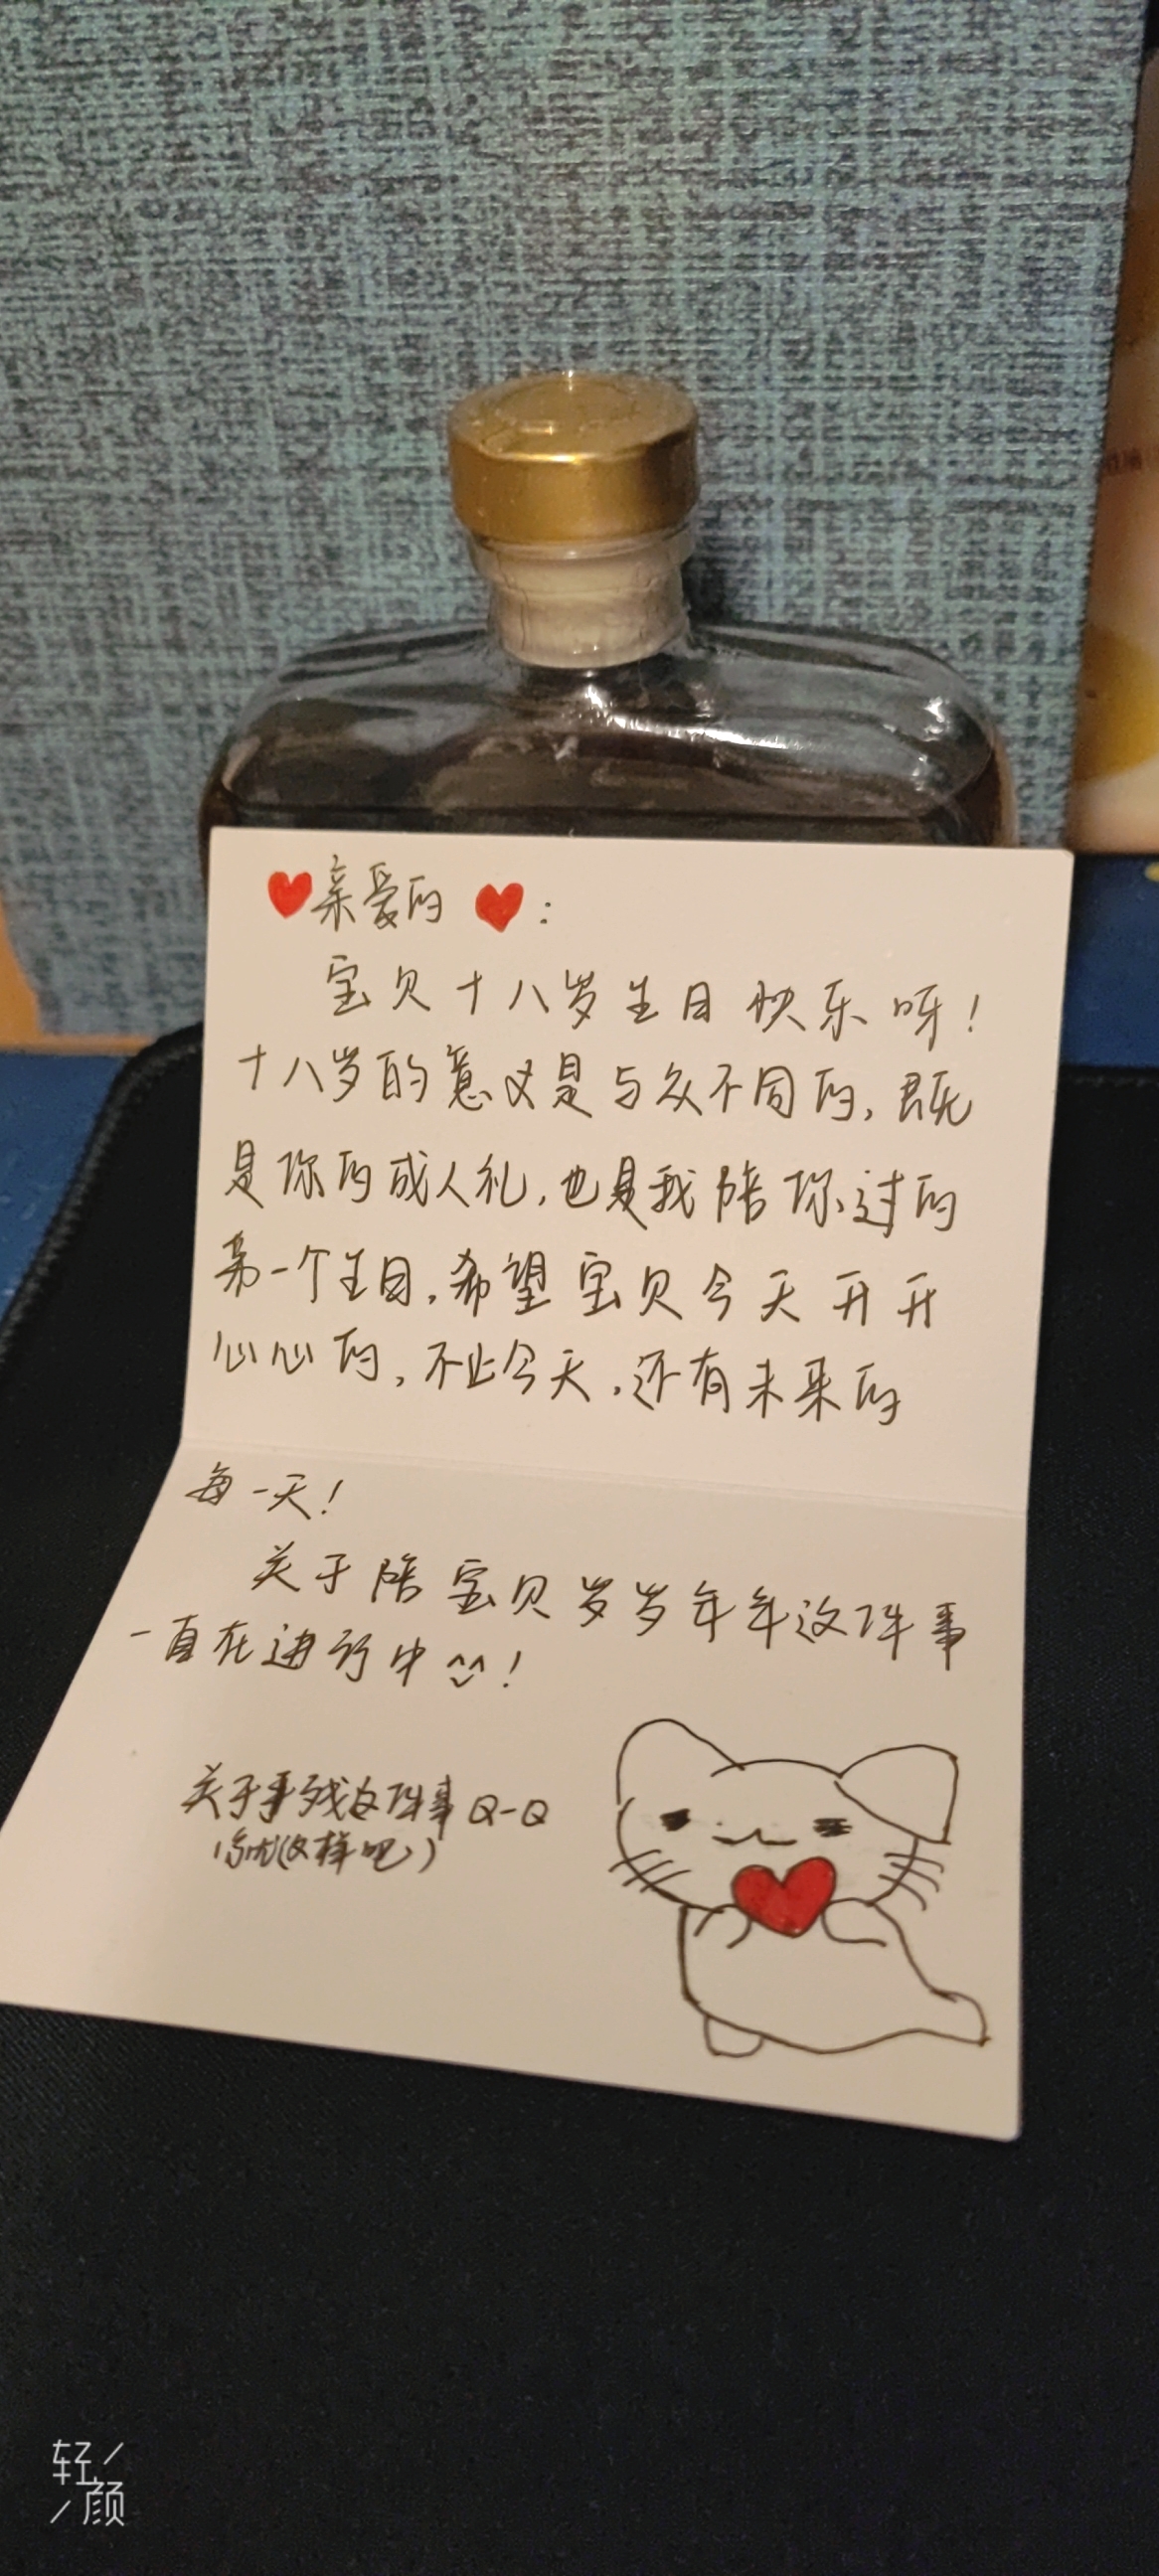 亲爱的 :
宝贝十八岁生日快乐呀!
十八岁的意义是与众不同的,既
是你的成人礼,也是我陪你过的
第一个生日,希望宝贝今天开开
心心的,不止今天,还有未来的
每一天!
关于陪宝贝岁岁年年这件事
一直在进行中^^!
关于手残这件事 Q-Q
轻颜